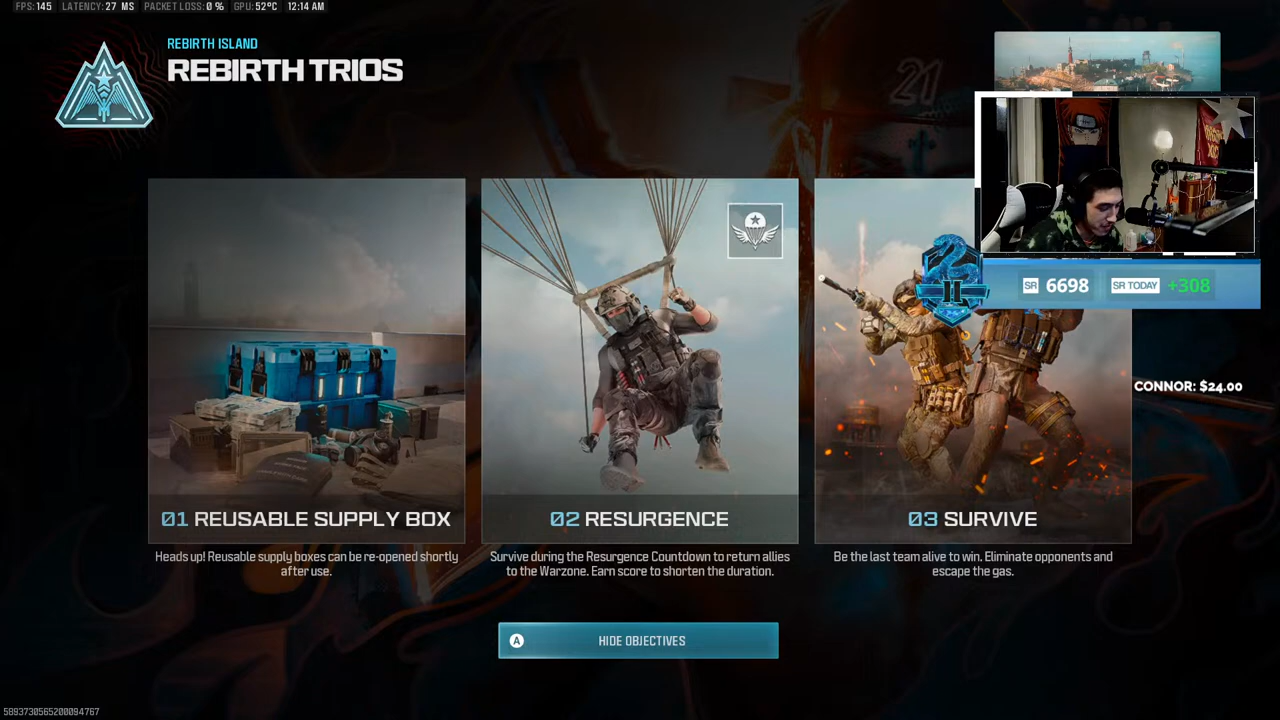 FPS: 145 LATENCY: 27 MS PACKET LOSS: 0 % GPU: 52°C 12:14 AM
REBIRTH ISLAND
REBIRTH TRIOS
21
SR 6698 SR TODAY +308
CONNOR: $24.00
01 REUSABLE SUPPLY BOX
Heads up! Reusable supply boxes can be re-opened shortly
after use.
02 RESURGENCE
Survive during the Resurgence Countdown to return allies
to the Warzone. Earn score to shorten the duration.
03 SURVIVE
Be the last team alive to win. Eliminate opponents and
escape the gas.
A HIDE OBJECTIVES
5893730565200094767